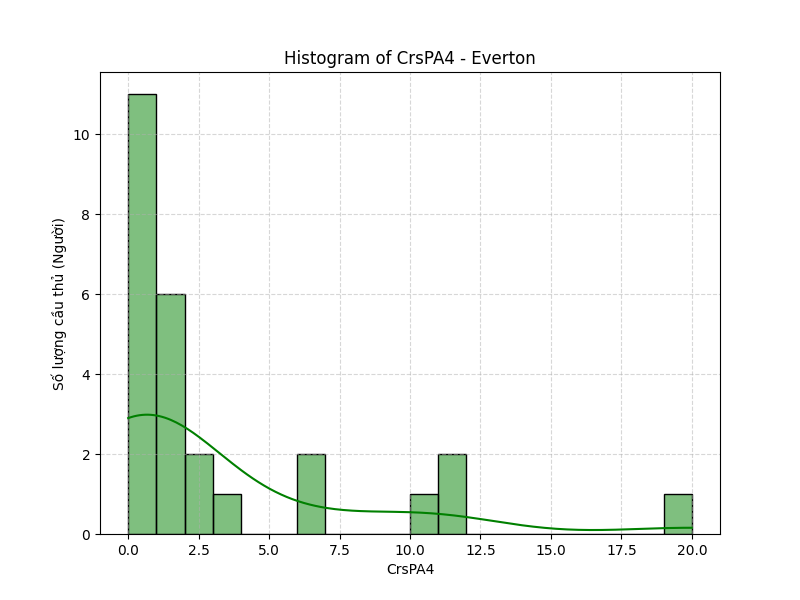 Histogram of CrsPA4 - Everton
Số lượng cầu thủ (Người)
10
8
6
4
2
0
0.0 2.5 5.0 7.5 10.0 12.5 15.0 17.5 20.0
CrsPA4